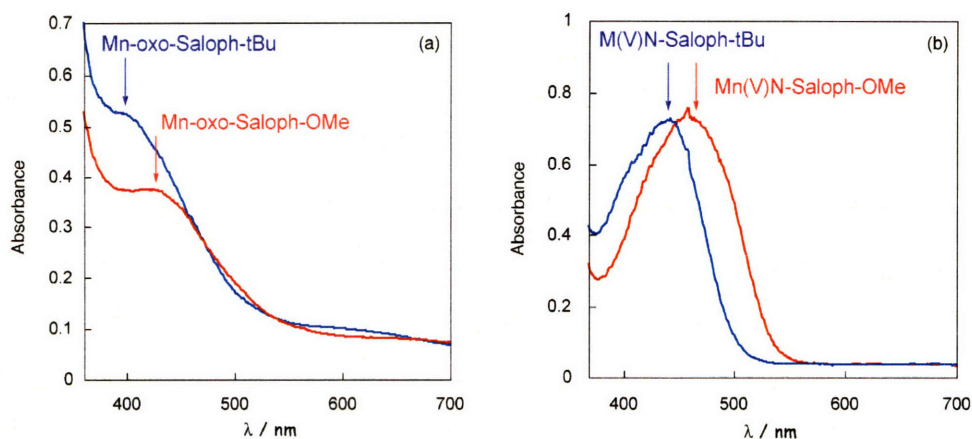 0.7
0.6
0.5
0.4
0.3
0.2
0.1
0
Absorbance
Mn-oxo-Saloph-tBu
(a)
Mn-oxo-Saloph-OMe
400 500 600 700
λ / nm
1
0.8
0.6
0.4
0.2
0
Absorbance
M(V)N-Saloph-tBu
(b)
Mn(V)N-Saloph-OMe
400 500 600 700
λ / nm